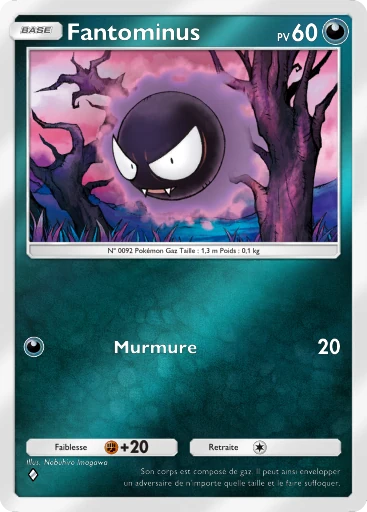 BASE Fantominus PV 60
N° 0092 Pokémon Gaz Taille : 1,3 m Poids : 0,1 kg
Murmure 20
Faiblesse +20 Retraite
Illus. Nobuhiro Imagawa
Son corps est composé de gaz. Il peut ainsi envelopper
un adversaire de n'importe quelle taille et le faire suffoquer.